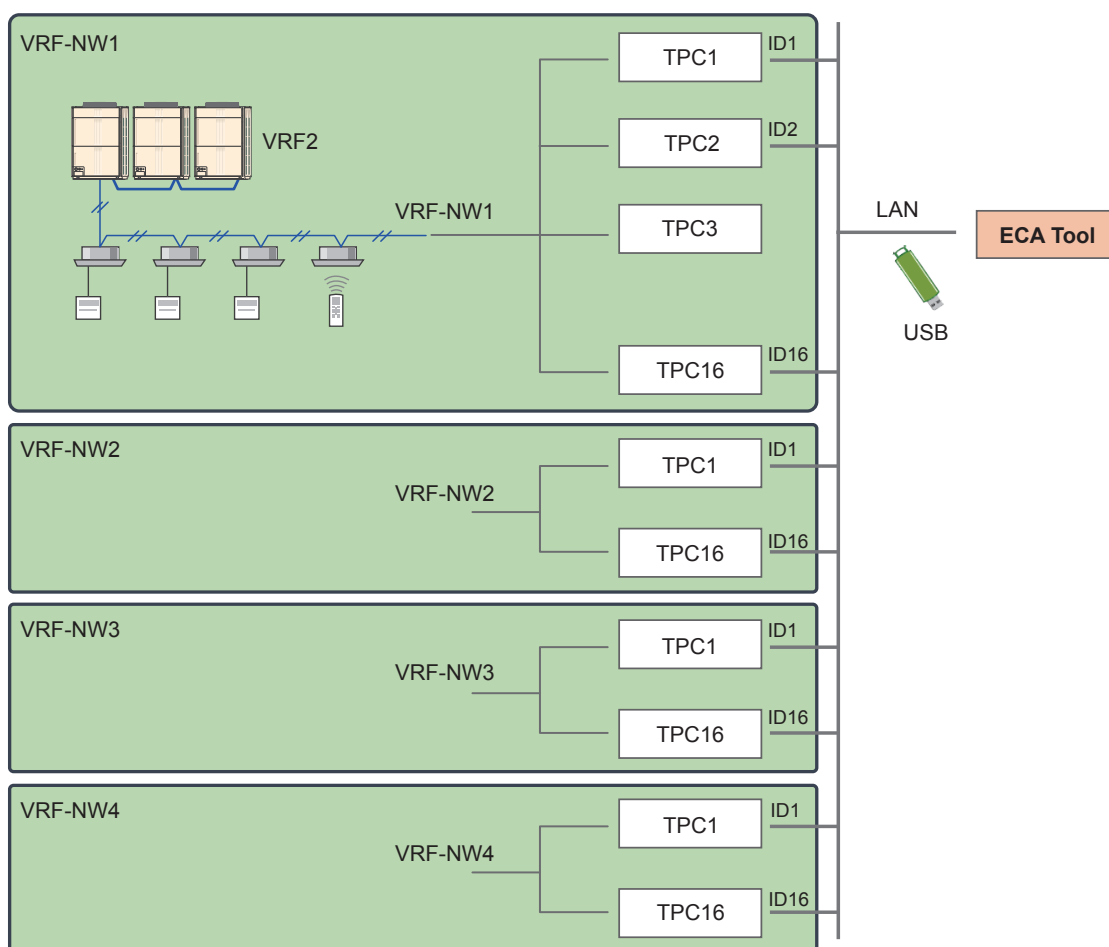 VRF-NW1
TPC1
ID1
VRF2
TPC2
ID2
VRF-NW1
TPC3
LAN
ECA Tool
USB
TPC16
ID16
VRF-NW2
TPC1
ID1
VRF-NW2
TPC16
ID16
VRF-NW3
TPC1
ID1
VRF-NW3
TPC16
ID16
VRF-NW4
TPC1
ID1
VRF-NW4
TPC16
ID16